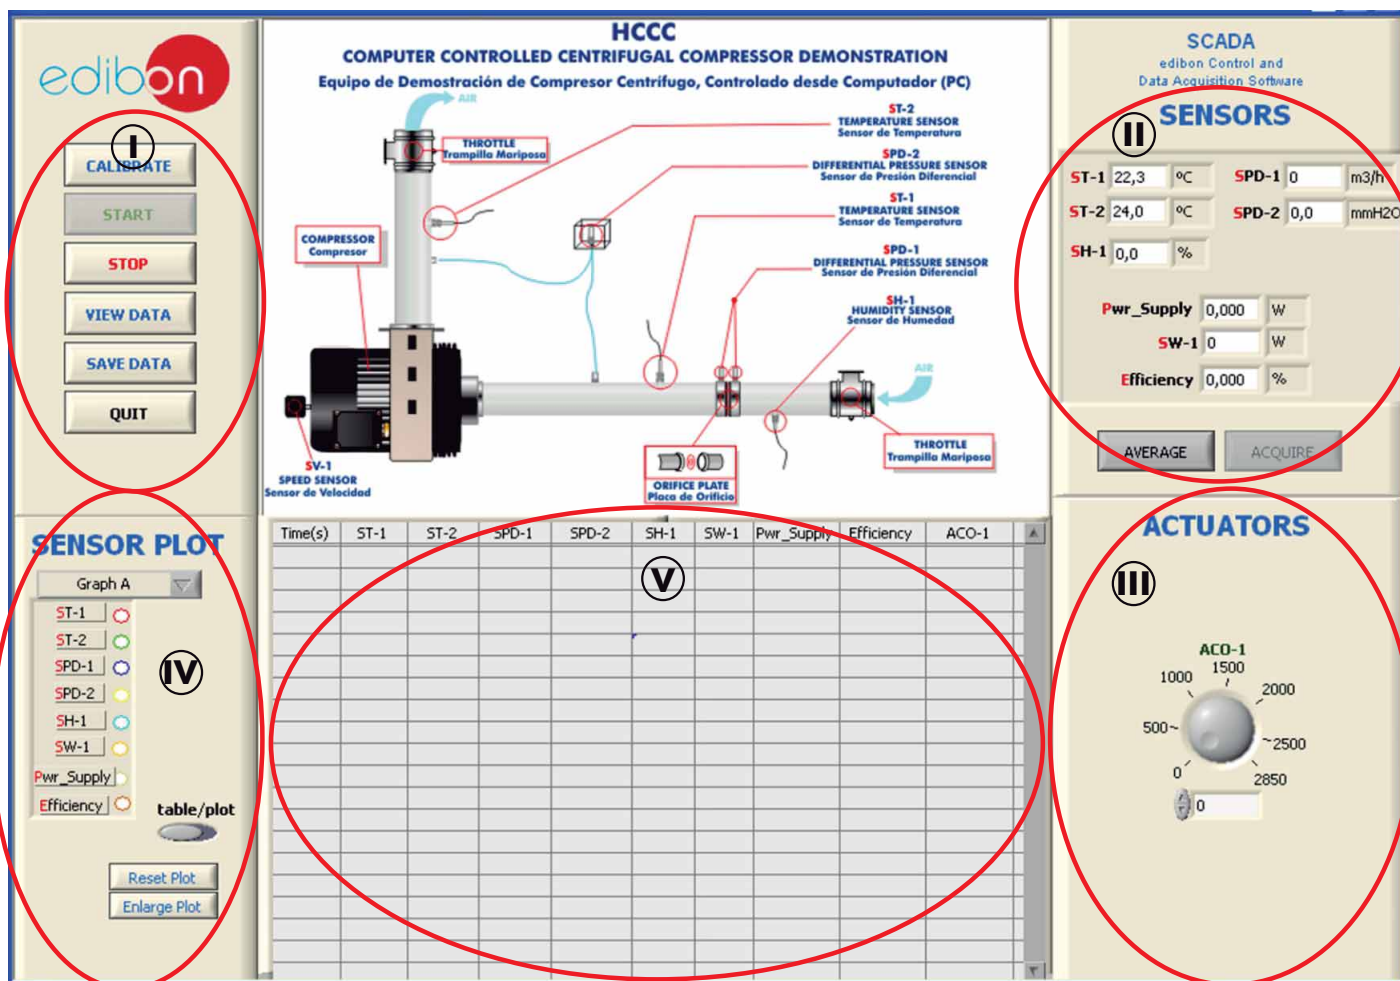 edibon
I
CALIBRATE
START
STOP
VIEW DATA
SAVE DATA
QUIT
HCCC
COMPUTER CONTROLLED CENTRIFUGAL COMPRESSOR DEMONSTRATION
Equipo de Demostración de Compresor Centrífugo, Controlado desde Computador (PC)
AIR
THROTTLE
Trampilla Mariposa
ST-2
TEMPERATURE SENSOR
Sensor de Temperatura
SPD-2
DIFFERENTIAL PRESSURE SENSOR
Sensor de Presión Diferencial
ST-1
TEMPERATURE SENSOR
Sensor de Temperatura
COMPRESSOR
Compresor
SPD-1
DIFFERENTIAL PRESSURE SENSOR
Sensor de Presión Diferencial
SH-1
HUMIDITY SENSOR
Sensor de Humedad
AIR
THROTTLE
Trampilla Mariposa
SV-1
SPEED SENSOR
Sensor de Velocidad
ORIFICE PLATE
Placa de Orificio
SCADA
edibon Control and
Data Acquisition Software
SENSORS
II
ST-1 22,3 ºC SPD-1 0 m3/h
ST-2 24,0 ºC SPD-2 0,0 mmH2O
SH-1 0,0 %
Pwr_Supply 0,000 W
SW-1 0 W
Efficiency 0,000 %
AVERAGE ACQUIRE
SENSOR PLOT
Graph A
ST-1
ST-2
SPD-1
SPD-2
SH-1
SW-1
Pwr_Supply
Efficiency
IV
table/plot
Reset Plot
Enlarge Plot
Time(s) ST-1 ST-2 SPD-1 SPD-2 SH-1 SW-1 Pwr_Supply Efficiency ACO-1
V
ACTUATORS
III
ACO-1
0 500 1000 1500 2000 2500 2850
0